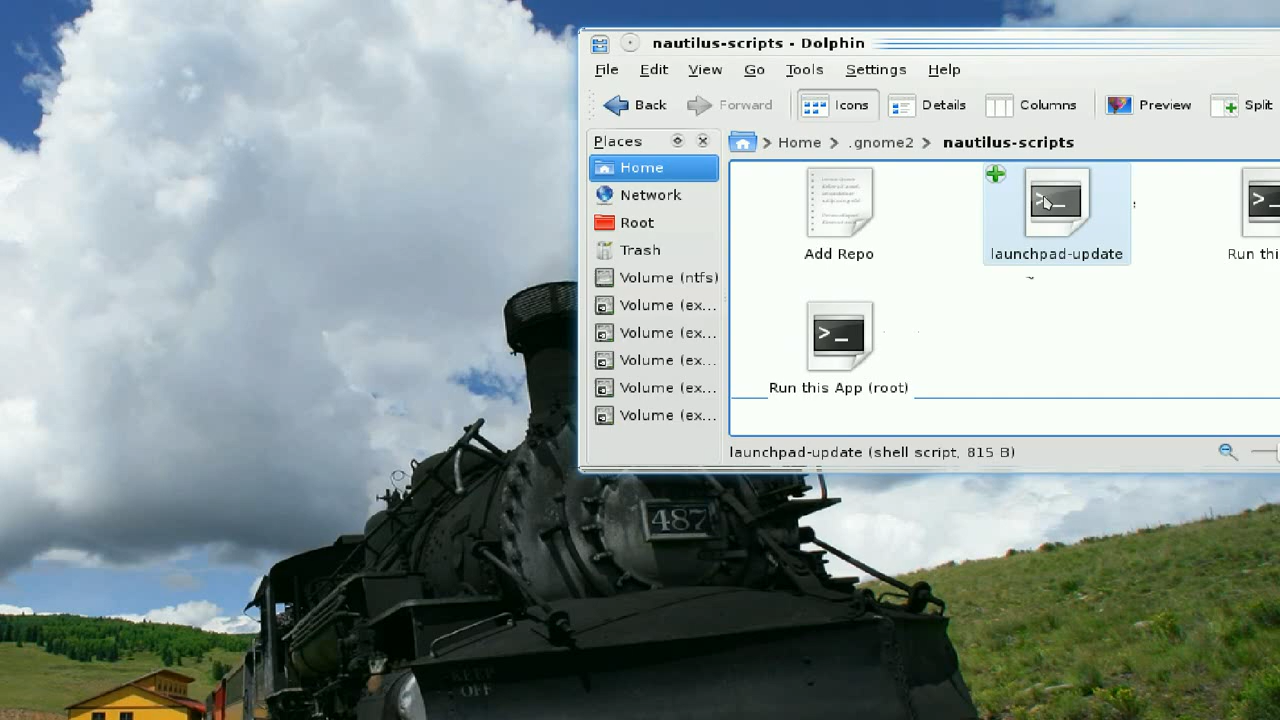 nautilus-scripts - Dolphin
File Edit View Go Tools Settings Help
Back Forward Icons Details Columns Preview Split
Places
Home > .gnome2 > nautilus-scripts
Home
Network
Root
Trash
Volume (ntfs)
Volume (ex...
Volume (ex...
Volume (ex...
Volume (ex...
Volume (ex...
Add Repo
launchpad-update
Run thi
Run this App (root)
launchpad-update (shell script, 815 B)
487
KEEP
OFF